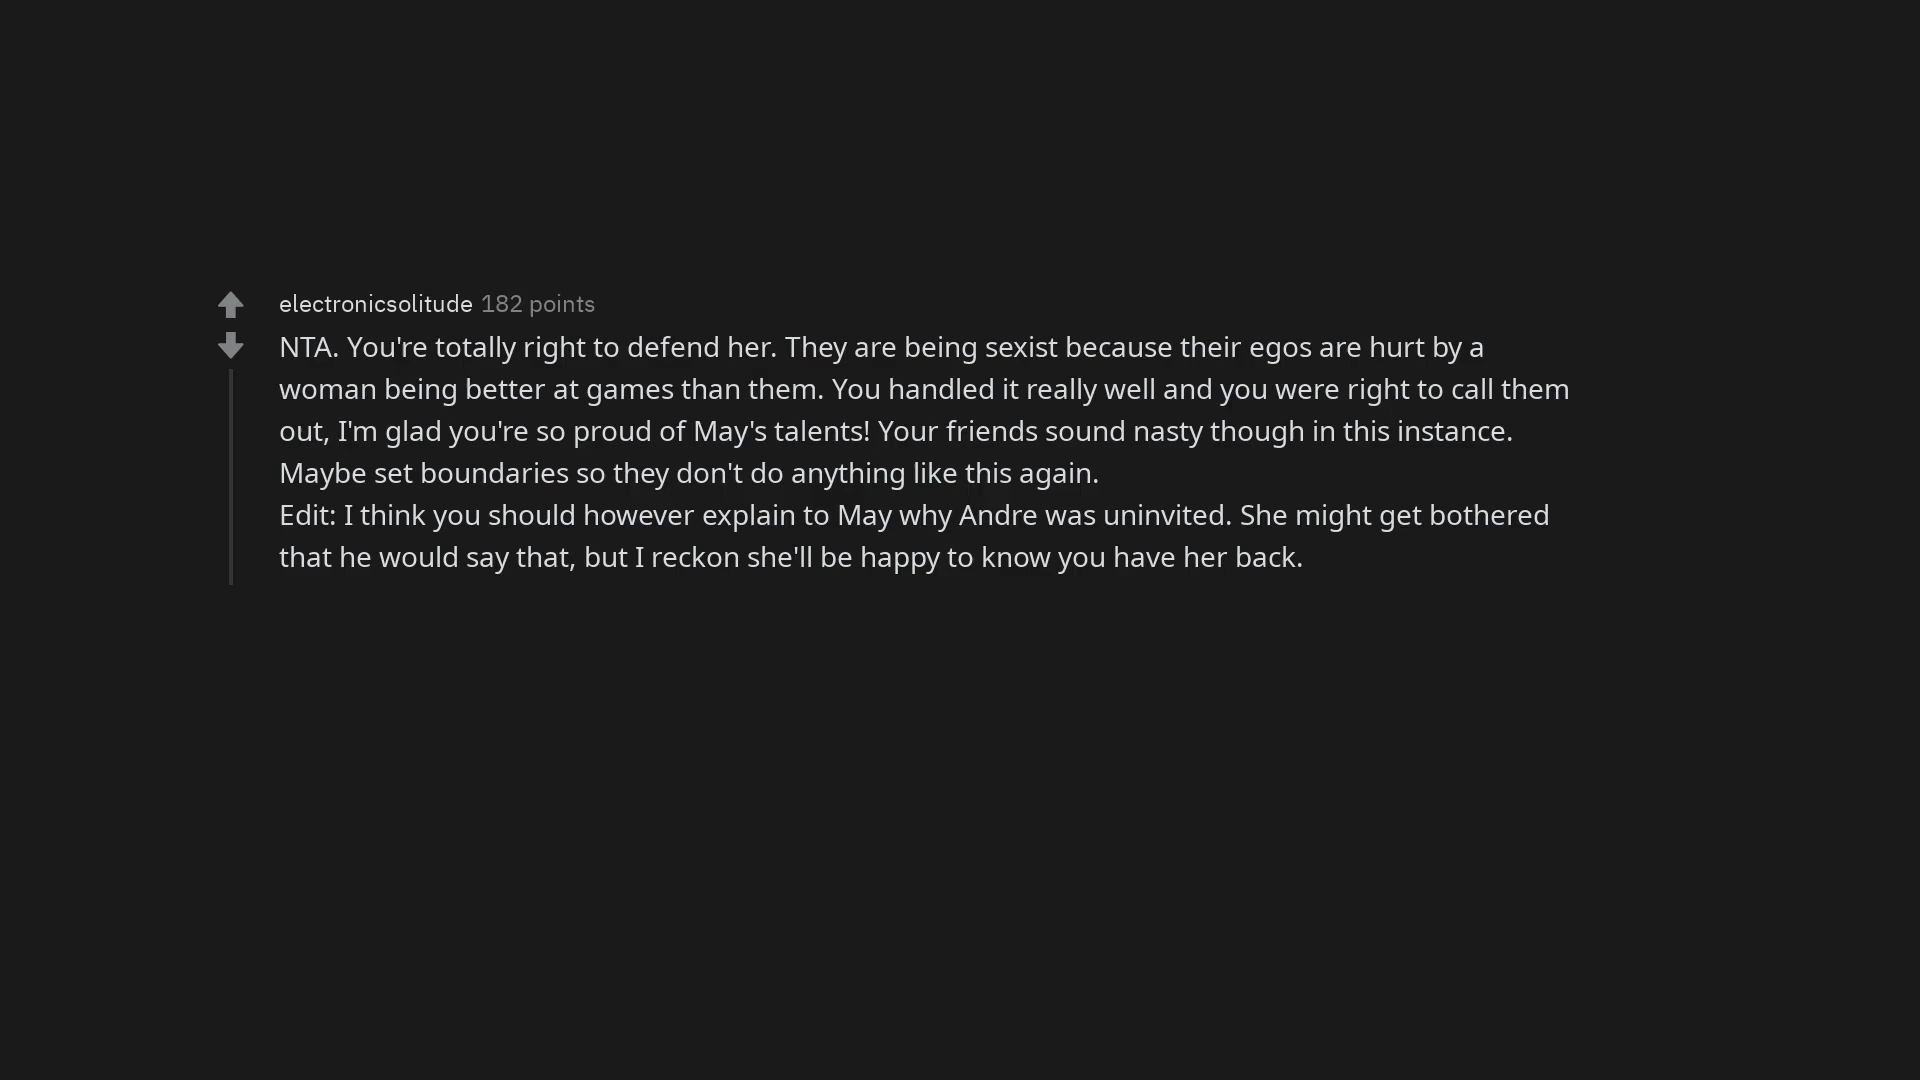 electronicsolitude 182 points
NTA. You're totally right to defend her. They are being sexist because their egos are hurt by a
woman being better at games than them. You handled it really well and you were right to call them
out, I'm glad you're so proud of May's talents! Your friends sound nasty though in this instance.
Maybe set boundaries so they don't do anything like this again.
Edit: I think you should however explain to May why Andre was uninvited. She might get bothered
that he would say that, but I reckon she'll be happy to know you have her back.